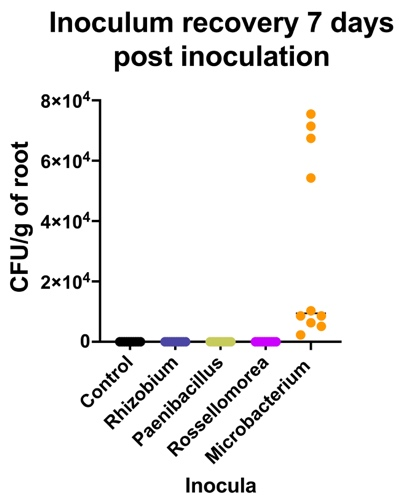 Inoculum recovery 7 days
post inoculation
CFU/g of root
8×10⁴
6×10⁴
4×10⁴
2×10⁴
0
Control
Rhizobium
Paenibacillus
Rossellomorea
Microbacterium
Inocula